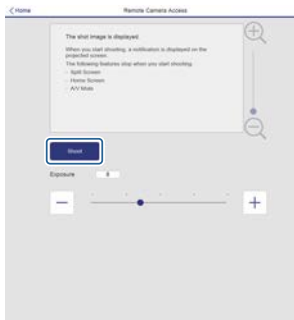 < Home
Remote Camera Access
The shot image is displayed
When you start shooting, a notification is displayed on the
projected screen.
The following features stop when you start shooting.
- Split Screen
- Home Screen
- A/V Mute
Shoot
Exposure